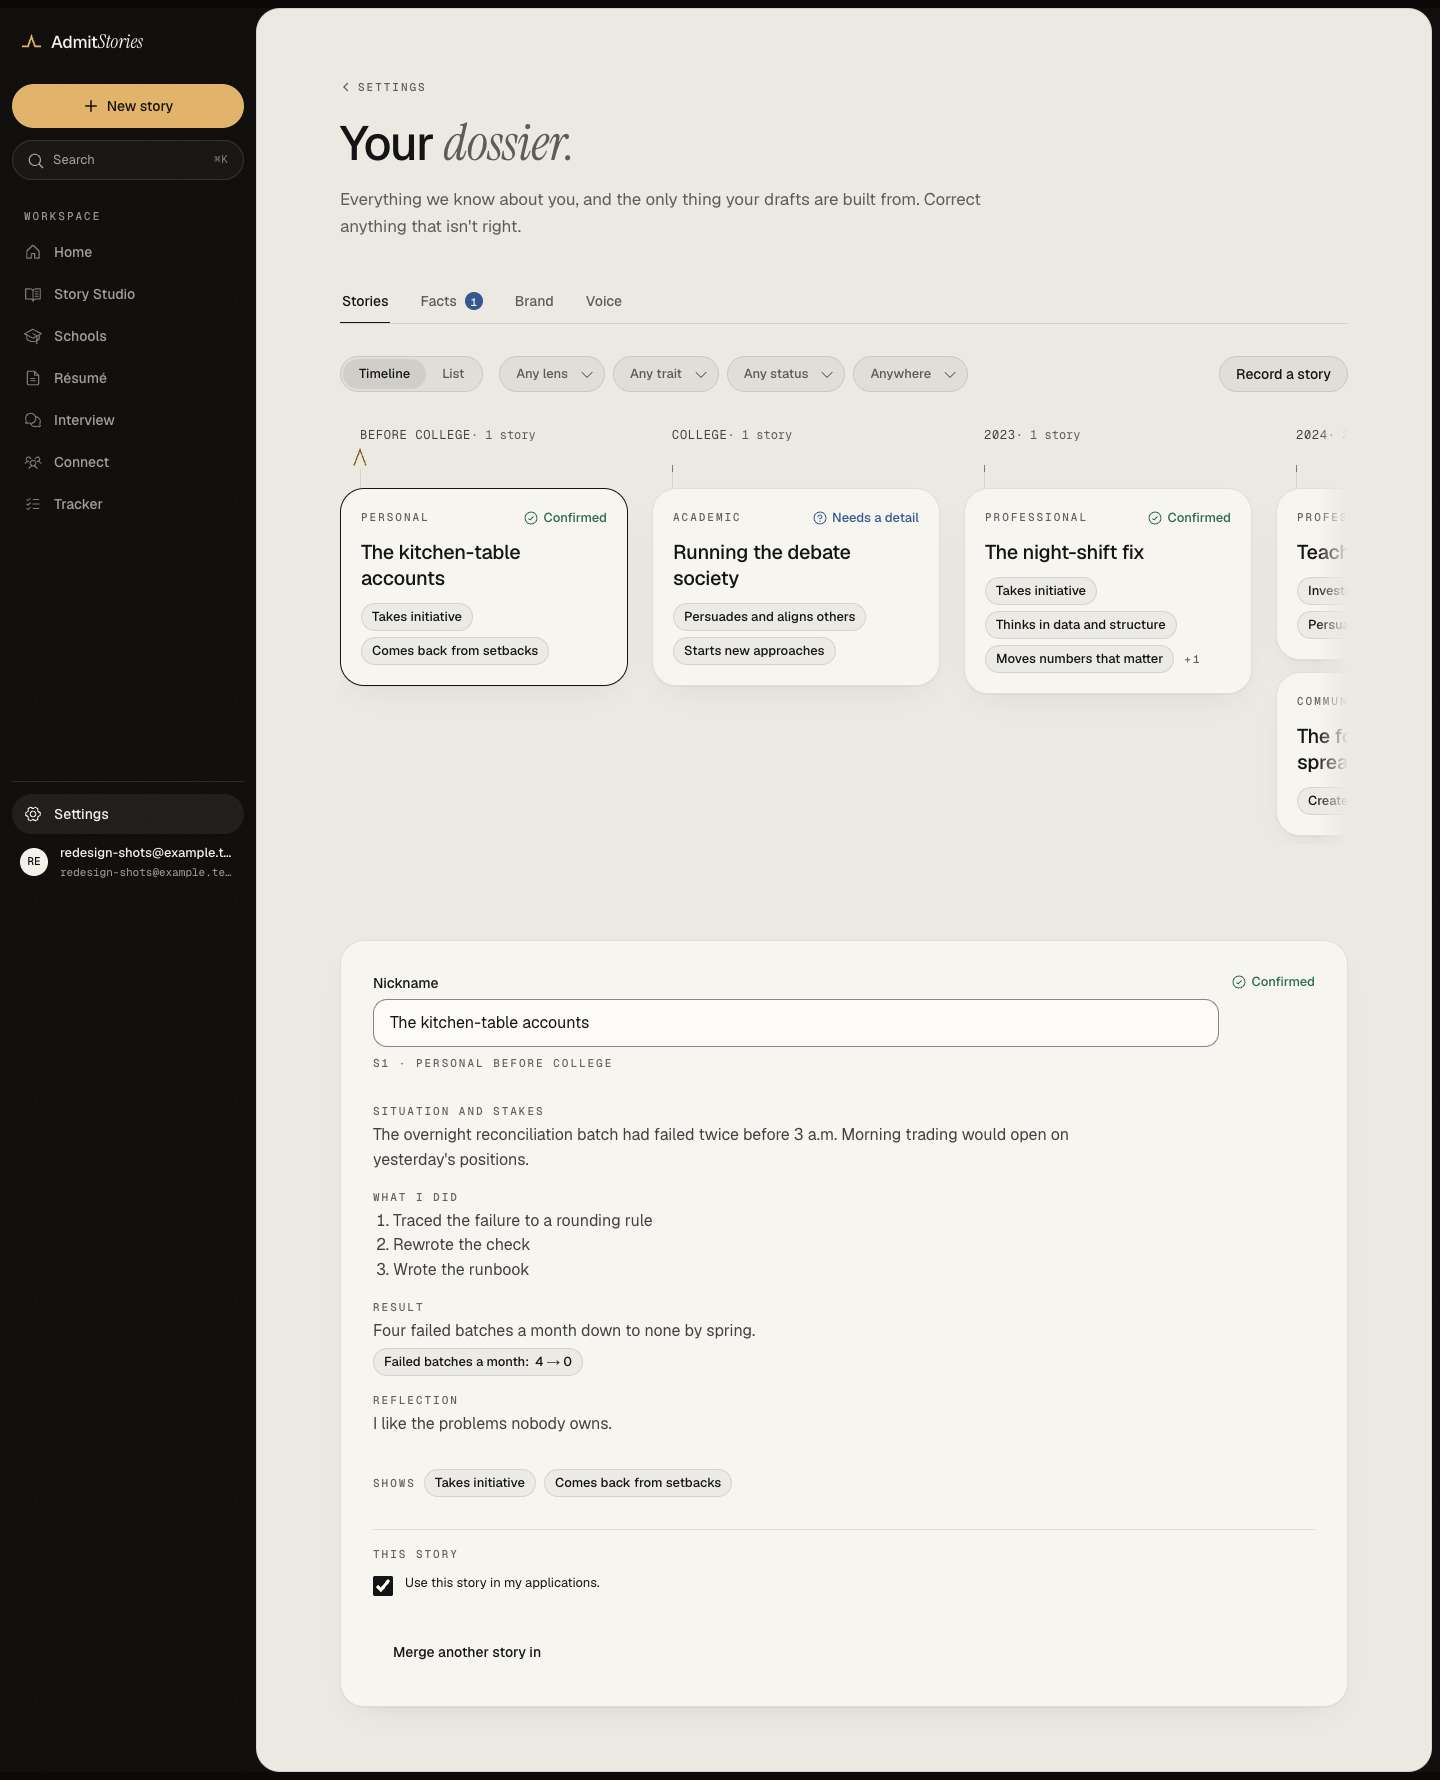 AdmitStories
New story
Search ⌘K
WORKSPACE
Home
Story Studio
Schools
Résumé
Interview
Connect
Tracker
Settings
RE
redesign-shots@example.t…
redesign-shots@example.te…
SETTINGS
Your dossier.
Everything we know about you, and the only thing your drafts are built from. Correct
anything that isn't right.
Stories Facts 1 Brand Voice
Timeline List Any lens Any trait Any status Anywhere Record a story
BEFORE COLLEGE· 1 story
PERSONAL Confirmed
The kitchen-table
accounts
Takes initiative
Comes back from setbacks
COLLEGE· 1 story
ACADEMIC Needs a detail
Running the debate
society
Persuades and aligns others
Starts new approaches
2023· 1 story
PROFESSIONAL Confirmed
The night-shift fix
Takes initiative
Thinks in data and structure
Moves numbers that matter +1
2024·
Nickname Confirmed
The kitchen-table accounts
S1 · PERSONAL BEFORE COLLEGE
SITUATION AND STAKES
The overnight reconciliation batch had failed twice before 3 a.m. Morning trading would open on
yesterday's positions.
WHAT I DID
1. Traced the failure to a rounding rule
2. Rewrote the check
3. Wrote the runbook
RESULT
Four failed batches a month down to none by spring.
Failed batches a month: 4 → 0
REFLECTION
I like the problems nobody owns.
SHOWS Takes initiative Comes back from setbacks
THIS STORY
Use this story in my applications.
Merge another story in